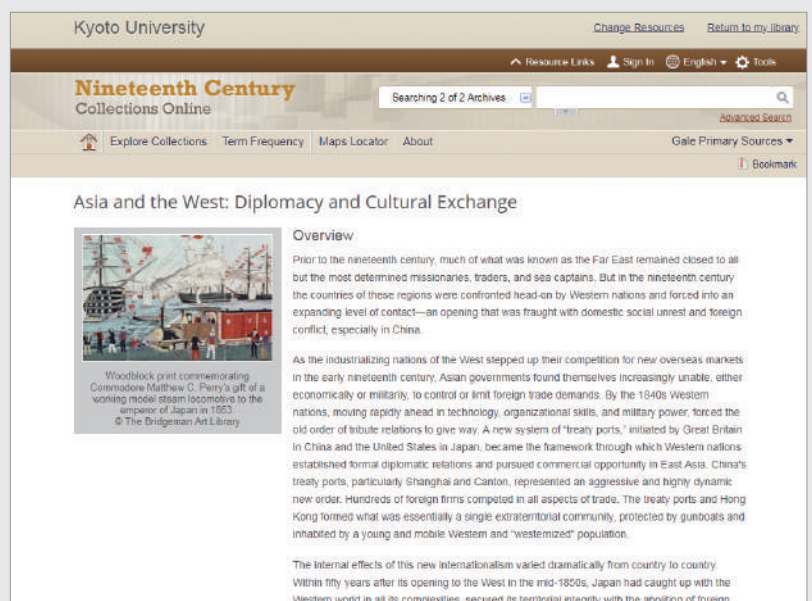 Kyoto University
Change Resources Return to my library
Resource Links Sign In English Tools
Nineteenth Century
Collections Online
Searching 2 of 2 Archives
Advanced Search
Explore Collections Term Frequency Maps Locator About
Gale Primary Sources
Bookmark
Asia and the West: Diplomacy and Cultural Exchange
Woodblock print commemorating
Commodore Matthew C. Perry's gift of a
working model steam locomotive to the
emperor of Japan in 1853.
© The Bridgeman Art Library
Overview
Prior to the nineteenth century, much of what was known as the Far East remained closed to all
but the most determined missionaries, traders, and sea captains. But in the nineteenth century
the countries of these regions were confronted head-on by Western nations and forced into an
expanding level of contact—an opening that was fraught with domestic social unrest and foreign
conflict, especially in China.
As the industrializing nations of the West stepped up their competition for new overseas markets
in the early nineteenth century, Asian governments found themselves increasingly unable, either
economically or militarily, to control or limit foreign trade demands. By the 1840s Western
nations, moving rapidly ahead in technology, organizational skills, and military power, forced the
old order of tribute relations to give way. A new system of "treaty ports," initiated by Great Britain
in China and the United States in Japan, became the framework through which Western nations
established formal diplomatic relations and pursued commercial opportunity in East Asia. China's
treaty ports, particularly Shanghai and Canton, represented an aggressive and highly dynamic
new order. Hundreds of foreign firms competed in all aspects of trade. The treaty ports and Hong
Kong formed what was essentially a single extraterritorial community, protected by gunboats and
inhabited by a young and mobile Western and "westernized" population.
The internal effects of this new internationalism varied dramatically from country to country.
Within fifty years after its opening to the West in the mid-1850s, Japan had caught up with the
Western world in all its complexities, secured its territorial integrity with the abolition of foreign